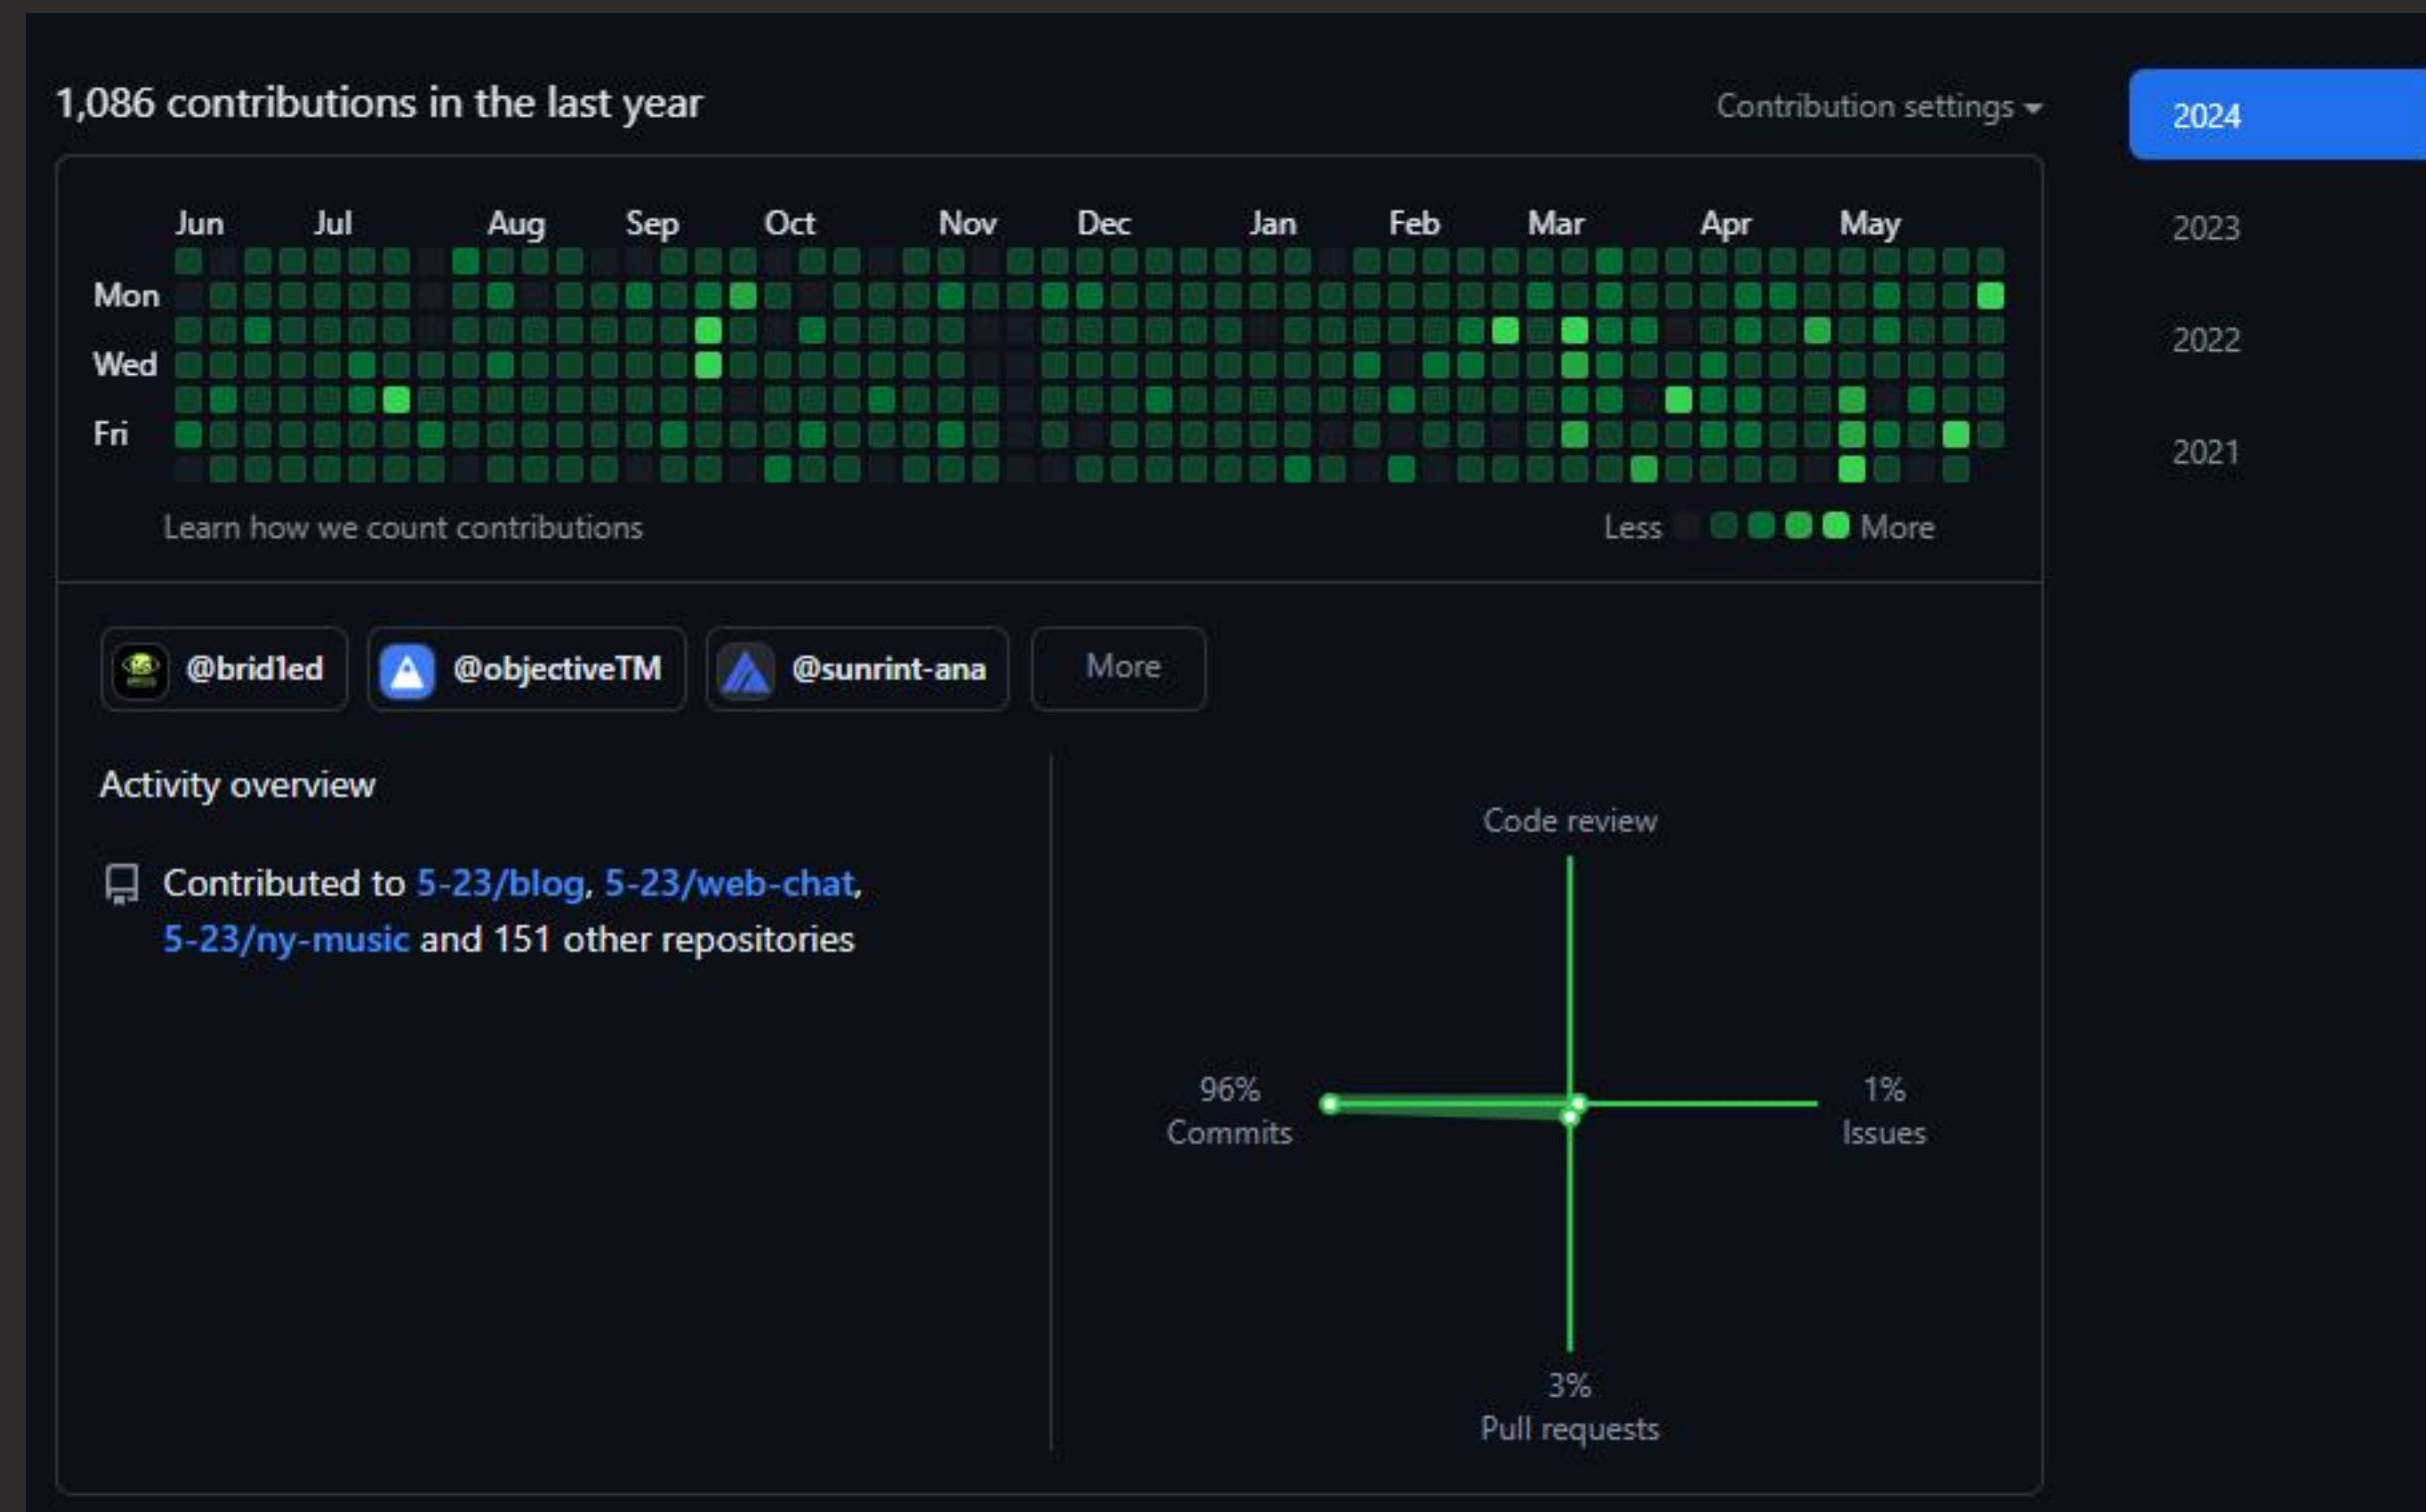 1,086 contributions in the last year
Contribution settings
2024
2023
2022
2021
Jun Jul Aug Sep Oct Nov Dec Jan Feb Mar Apr May
Mon
Wed
Fri
Learn how we count contributions
Less More
@brid1ed @objectiveTM @sunrint-ana More
Activity overview
Contributed to 5-23/blog, 5-23/web-chat,
5-23/ny-music and 151 other repositories
Code review
96%
Commits
1%
Issues
3%
Pull requests